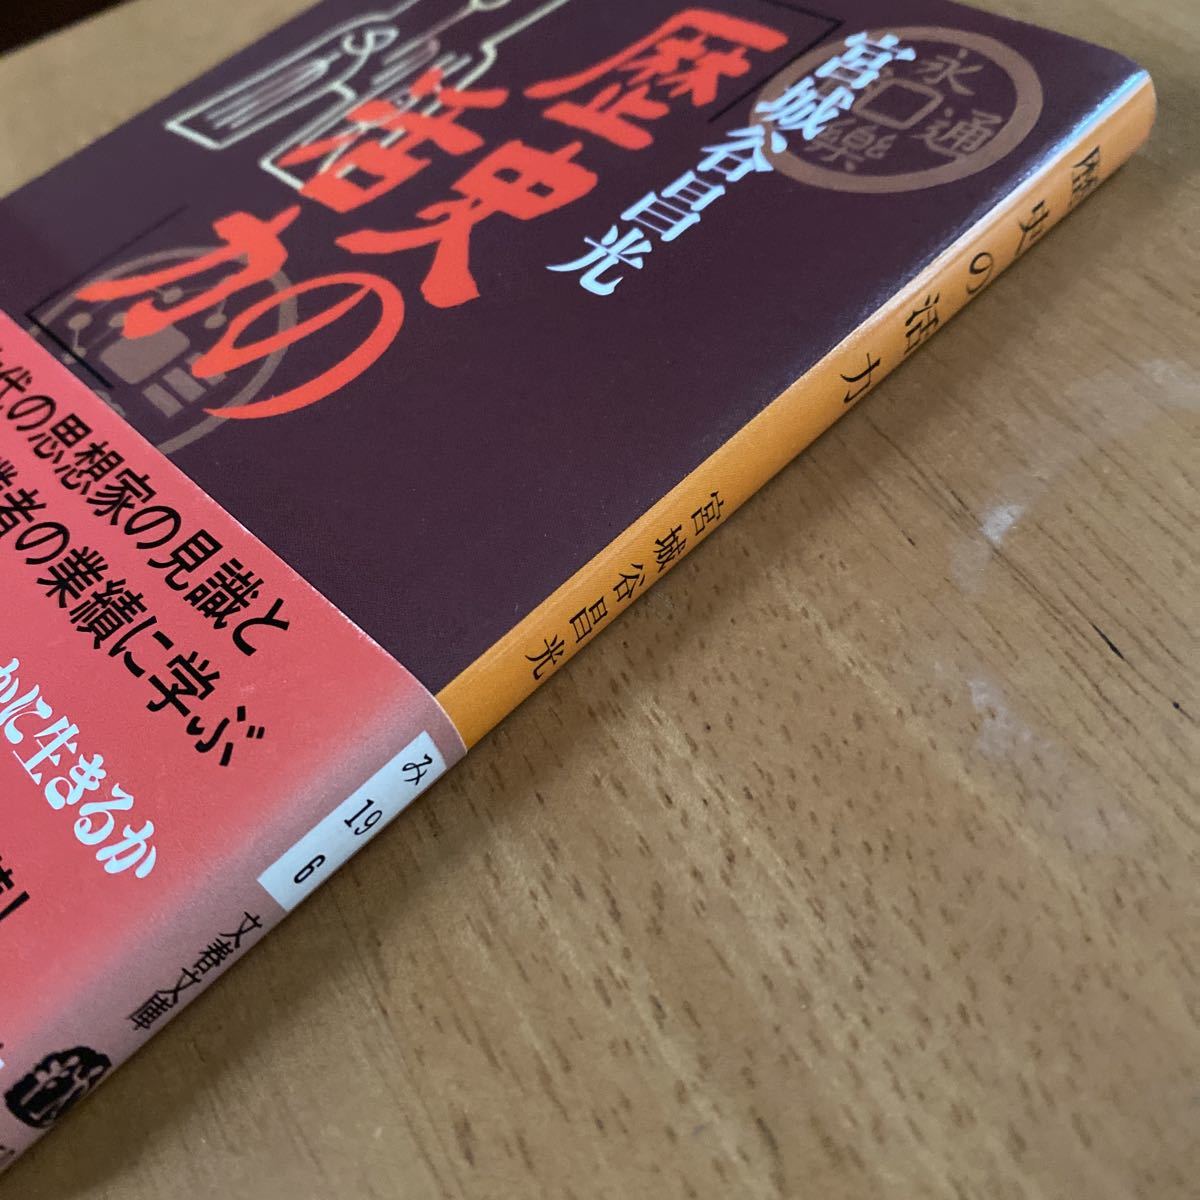 宮城谷昌光
歴史の
活力
永
樂
通
代の思想家の見識と
業者の業績に学ぶ
かに生きるか
歴史の活力
宮城谷昌光
み
19
6
文春文庫